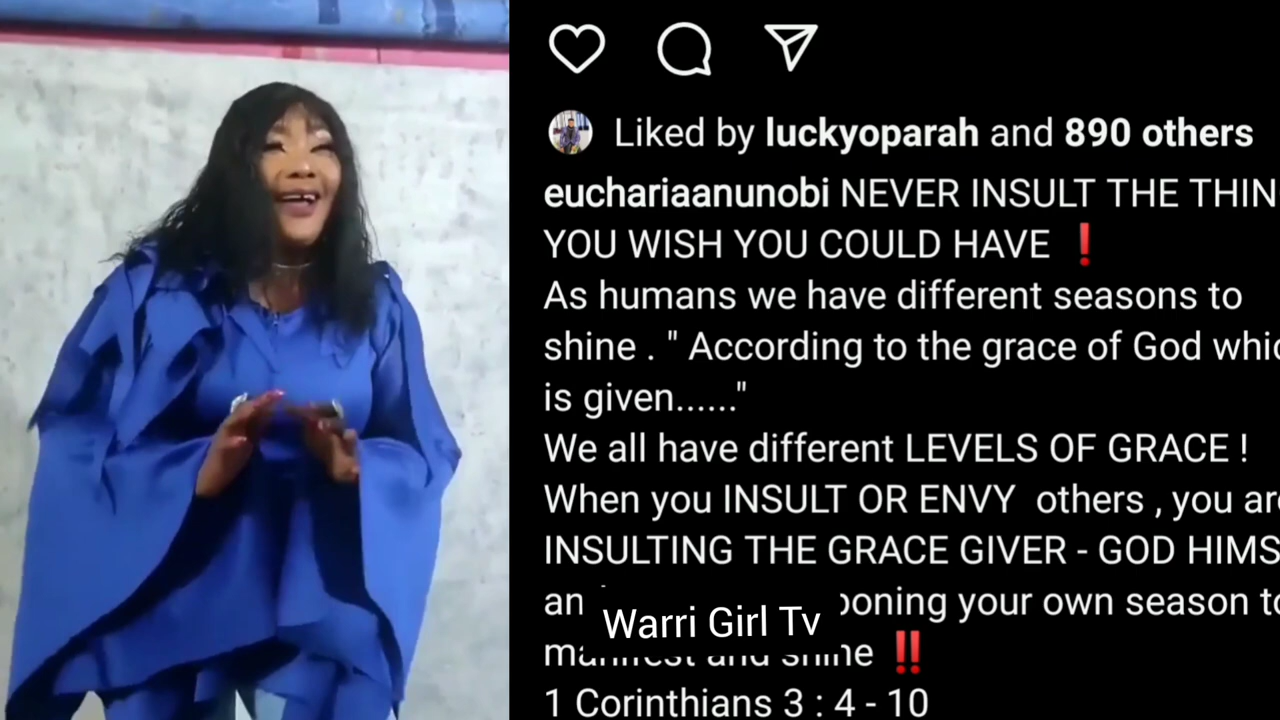 Liked by luckyoparah and 890 others
euchariaanunobi NEVER INSULT THE THIN
YOU WISH YOU COULD HAVE ❗
As humans we have different seasons to
shine . " According to the grace of God whic
is given......"
We all have different LEVELS OF GRACE !
When you INSULT OR ENVY others , you are
INSULTING THE GRACE GIVER - GOD HIMS
an poning your own season to
Warri Girl Tv
manifest and shine ‼️
1 Corinthians 3 : 4 - 10